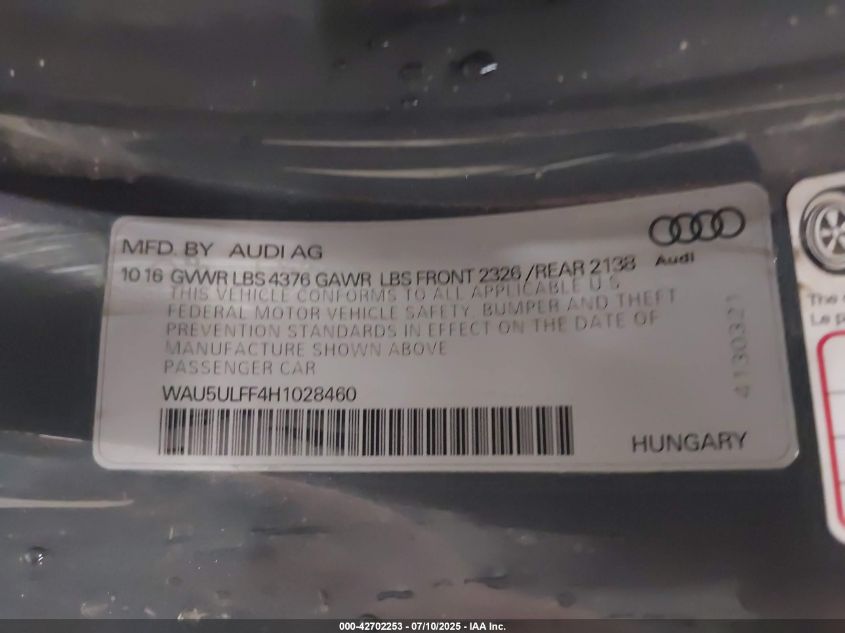 MFD. BY AUDI AG
10 16 GVWR LBS 4376 GAWR LBS FRONT 2326 /REAR 2138
Audi
THIS VEHICLE CONFORMS TO ALL APPLICABLE U.S.
FEDERAL MOTOR VEHICLE SAFETY, BUMPER AND THEFT
PREVENTION STANDARDS IN EFFECT ON THE DATE OF
MANUFACTURE SHOWN ABOVE
PASSENGER CAR
WAU5ULFF4H1028460
HUNGARY
4130321
The
Le
000-42702253 - 07/10/2025 - IAA Inc.